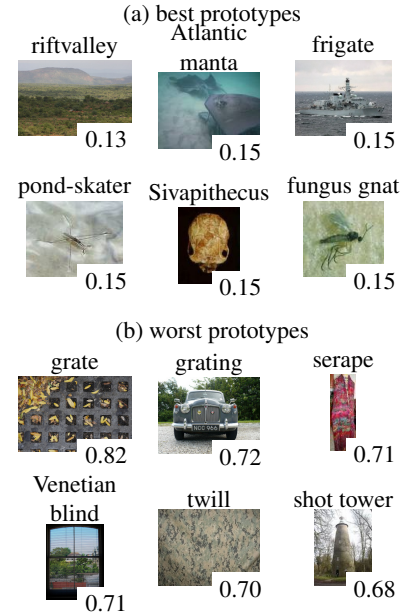 (a) best prototypes
riftvalley
Atlantic
manta
frigate
0.13
0.15
0.15
pond-skater
Sivapithecus
fungus gnat
0.15
0.15
0.15
(b) worst prototypes
grate
grating
serape
NCC 966
0.82
0.72
0.71
Venetian
blind
twill
shot tower
0.71
0.70
0.68